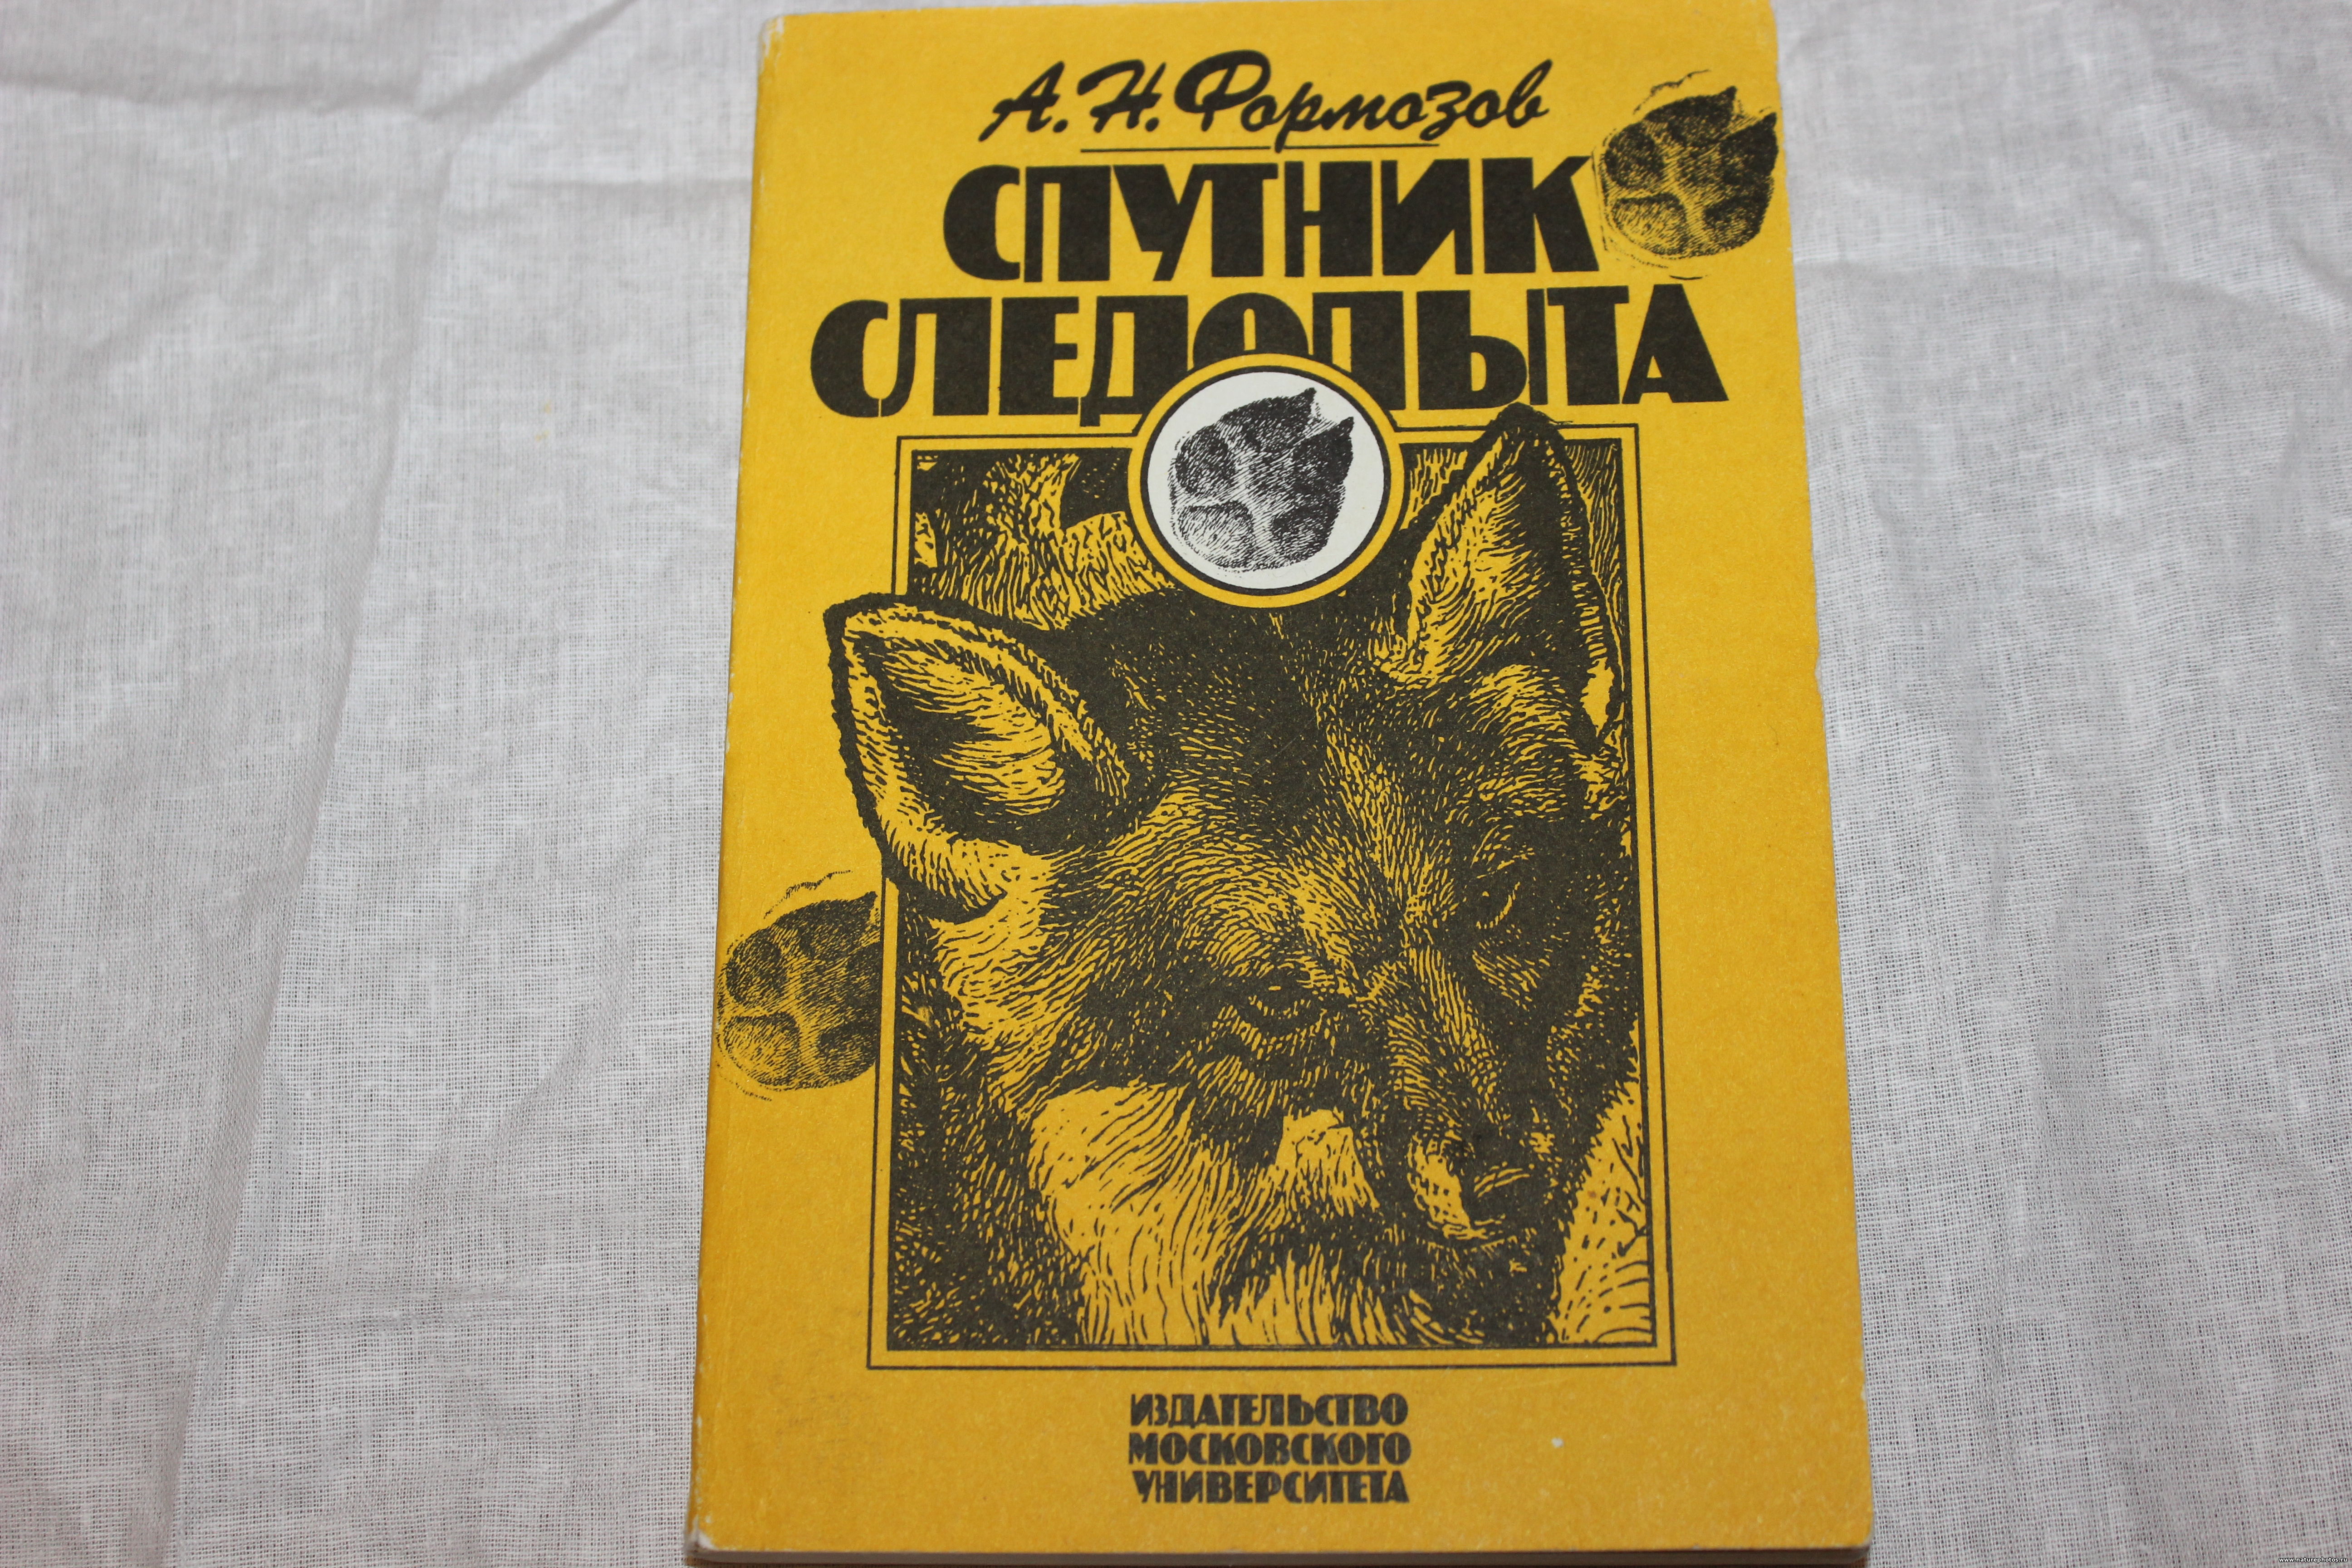 А. Н. Формозов
СПУТНИК
СЛЕДОПЫТА
ИЗДАТЕЛЬСТВО
МОСКОВСКОГО
УНИВЕРСИТЕТА